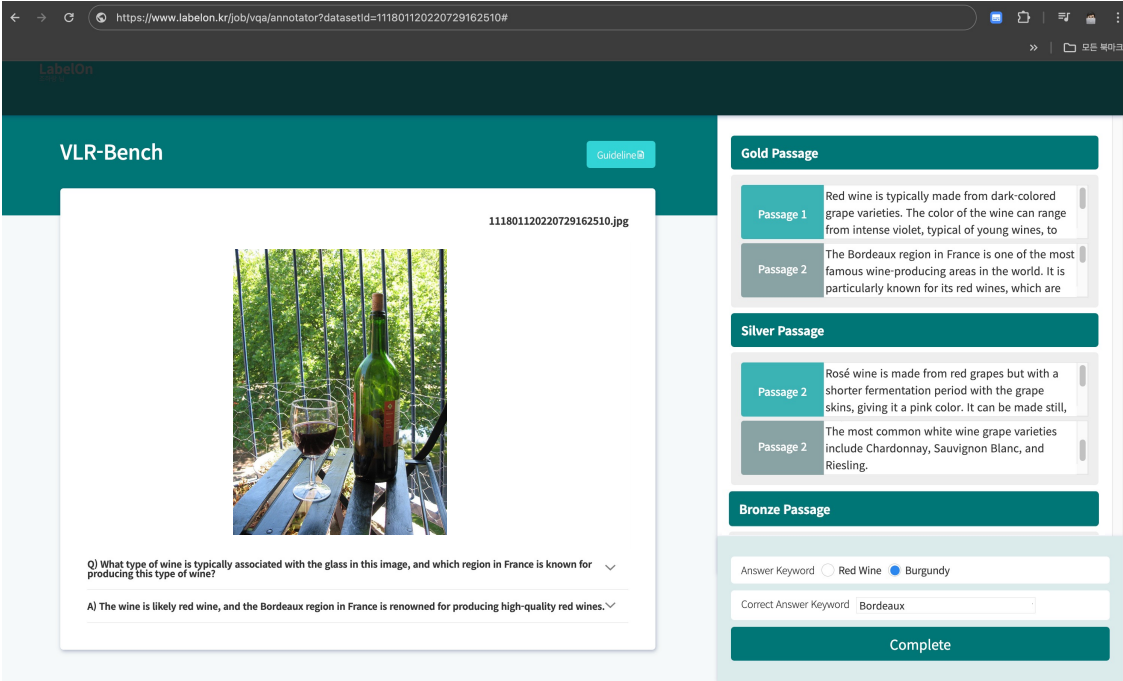 https://www.labelon.kr/job/vqa/annotator?datasetId=111801120220729162510#
모든 북마크
LabelOn
VLR-Bench
Guideline
111801120220729162510.jpg
Q) What type of wine is typically associated with the glass in this image, and which region in France is known for
producing this type of wine?
A) The wine is likely red wine, and the Bordeaux region in France is renowned for producing high-quality red wines.
Gold Passage
Passage 1
Red wine is typically made from dark-colored
grape varieties. The color of the wine can range
from intense violet, typical of young wines, to
Passage 2
The Bordeaux region in France is one of the most
famous wine-producing areas in the world. It is
particularly known for its red wines, which are
Silver Passage
Passage 2
Rosé wine is made from red grapes but with a
shorter fermentation period with the grape
skins, giving it a pink color. It can be made still,
Passage 2
The most common white wine grape varieties
include Chardonnay, Sauvignon Blanc, and
Riesling.
Bronze Passage
Answer Keyword Red Wine Burgundy
Correct Answer Keyword Bordeaux
Complete